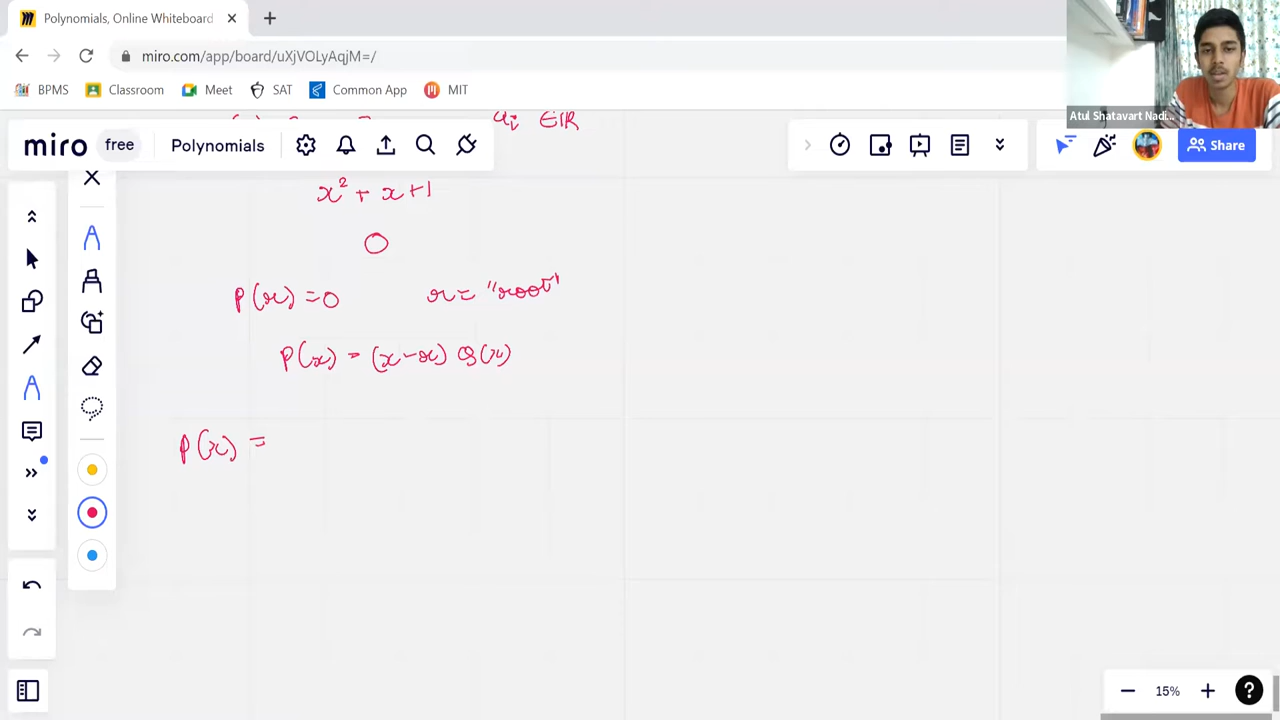 Polynomials, Online Whiteboard
miro.com/app/board/uXjVOLyAqjM=/
BPMS
Classroom
Meet
SAT
Common App
MIT
Atul Shatavart Nadi...
miro
free
Polynomials
Share
aᵢ ∈ ℝ
x² + x + 1
0
P(r) = 0 r = "root"
P(x) = (x-r) Q(x)
P(x) =
15%